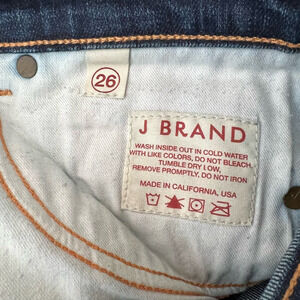 26
J BRAND
WASH INSIDE OUT IN COLD WATER
WITH LIKE COLORS, DO NOT BLEACH,
TUMBLE DRY LOW,
REMOVE PROMPTLY, DO NOT IRON
MADE IN CALIFORNIA, USA